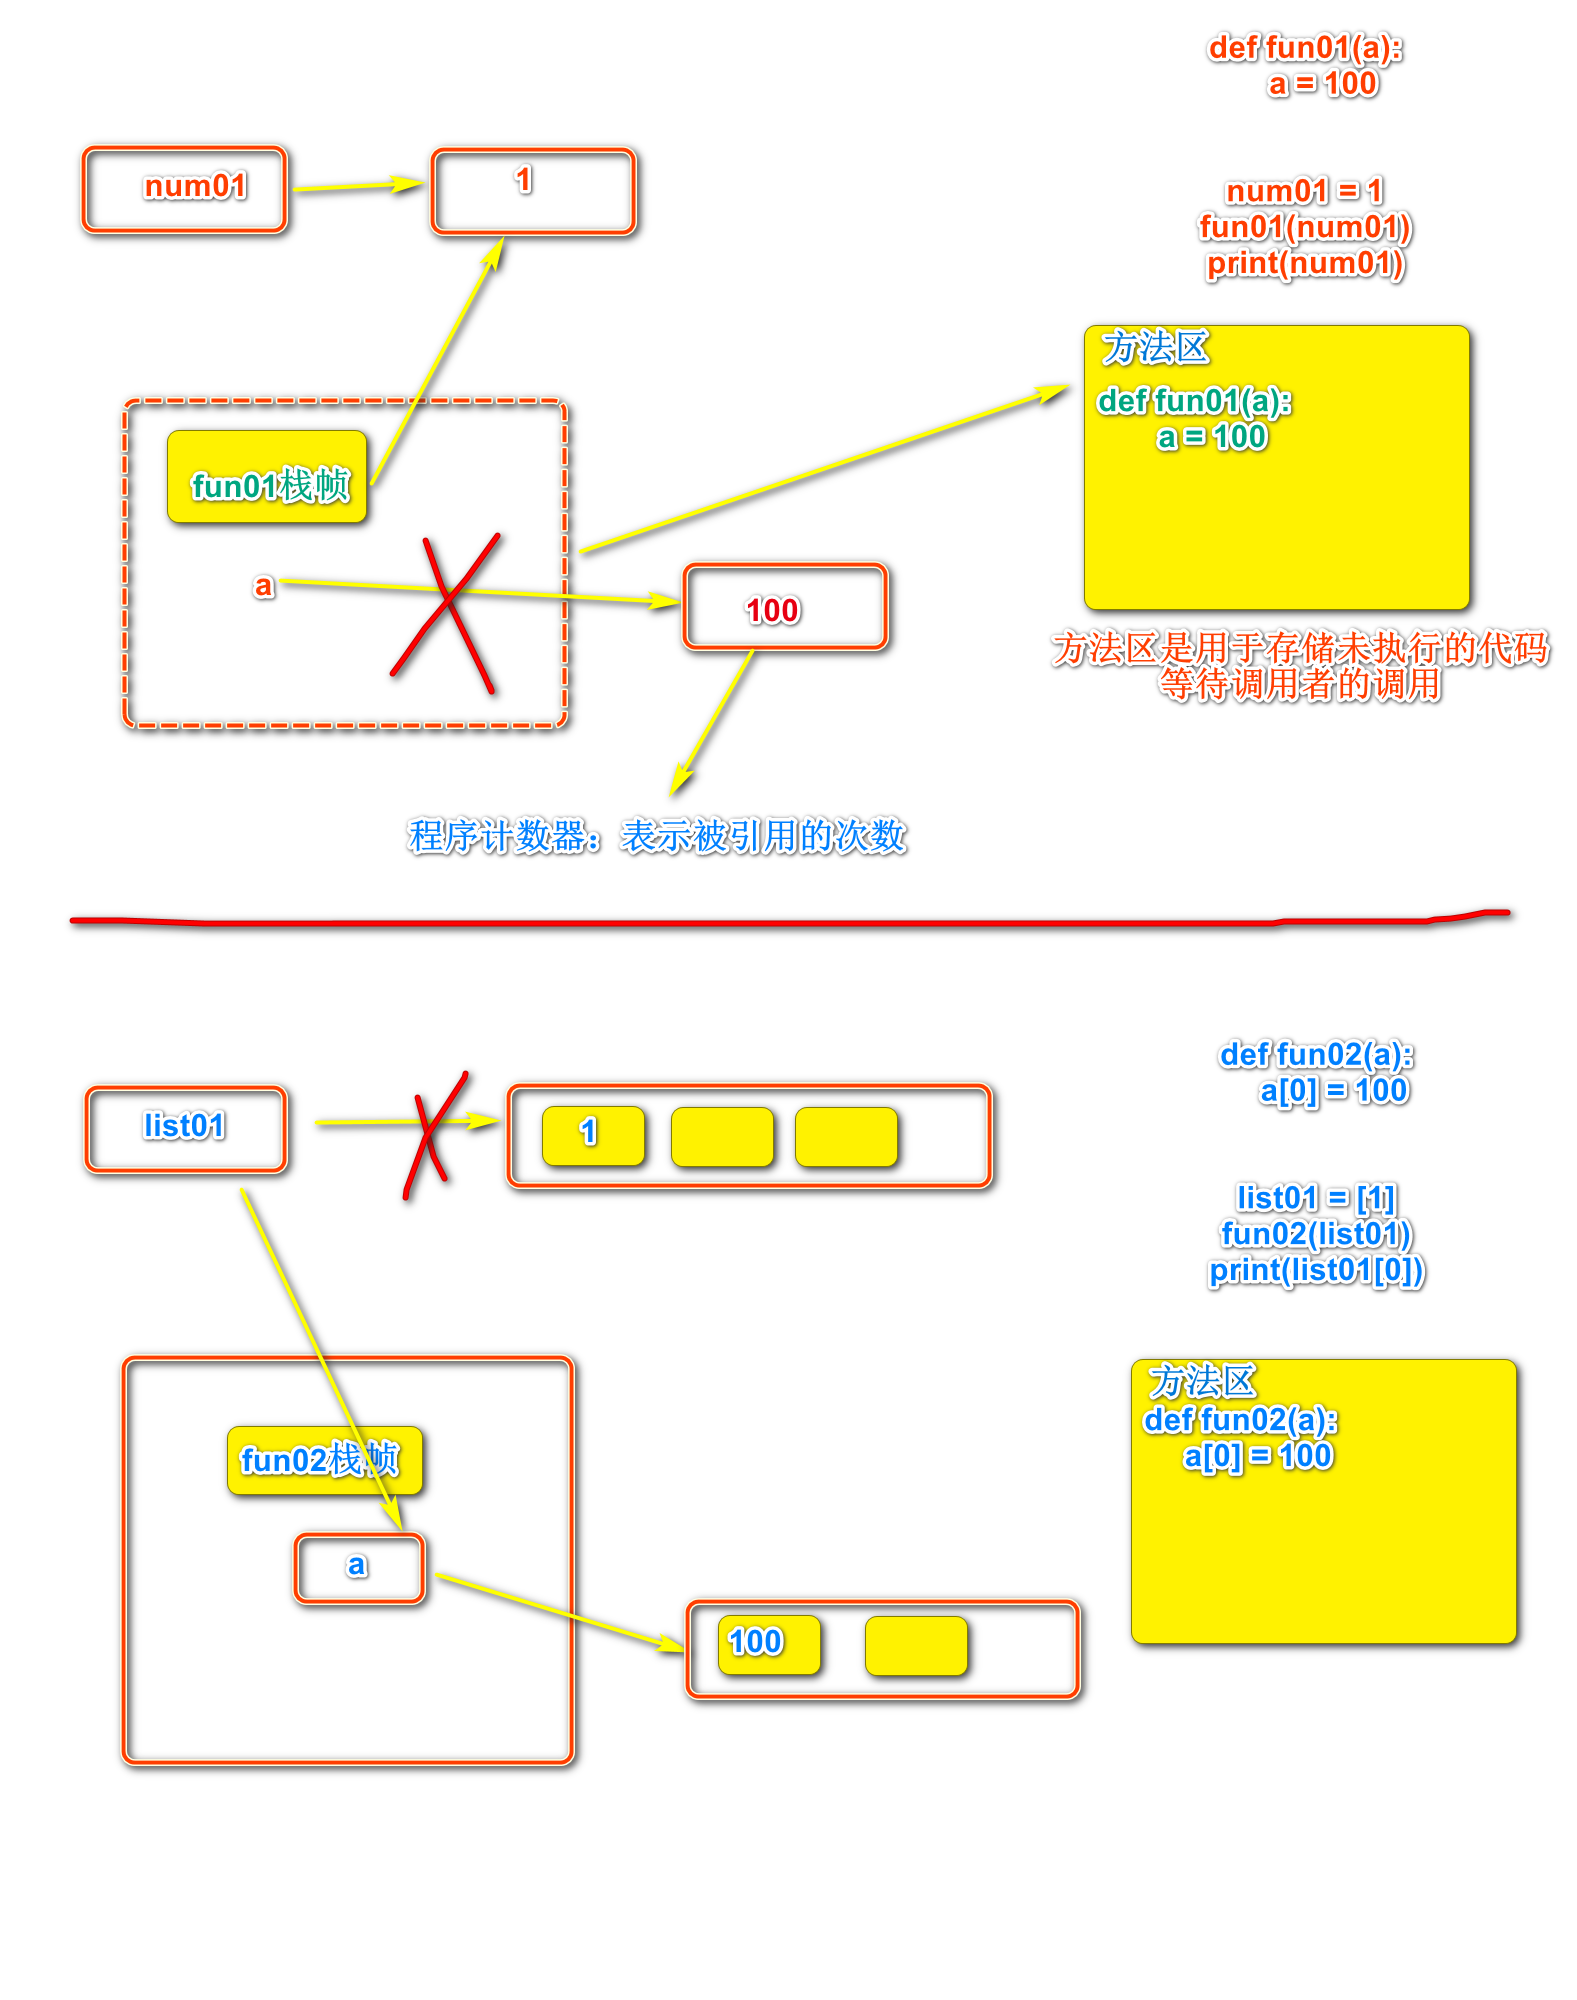 def fun01(a):
a = 100
num01 = 1
fun01(num01)
print(num01)
num01
1
方法区
def fun01(a):
a = 100
fun01栈帧
a
100
方法区是用于存储未执行的代码
等待调用者的调用
程序计数器：表示被引用的次数
def fun02(a):
a[0] = 100
list01 = [1]
fun02(list01)
print(list01[0])
list01
1
方法区
def fun02(a):
a[0] = 100
fun02栈帧
a
100